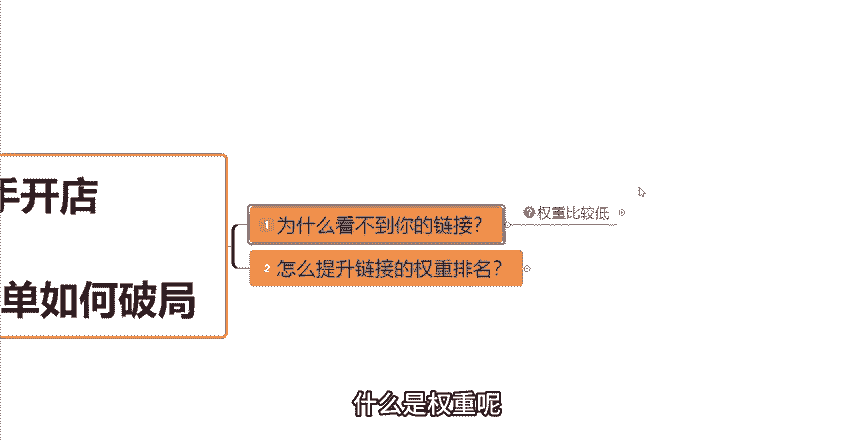 手开店
单如何破局
1 为什么看不到你的链接？
权重比较低
2 怎么提升链接的权重排名？
什么是权重呢